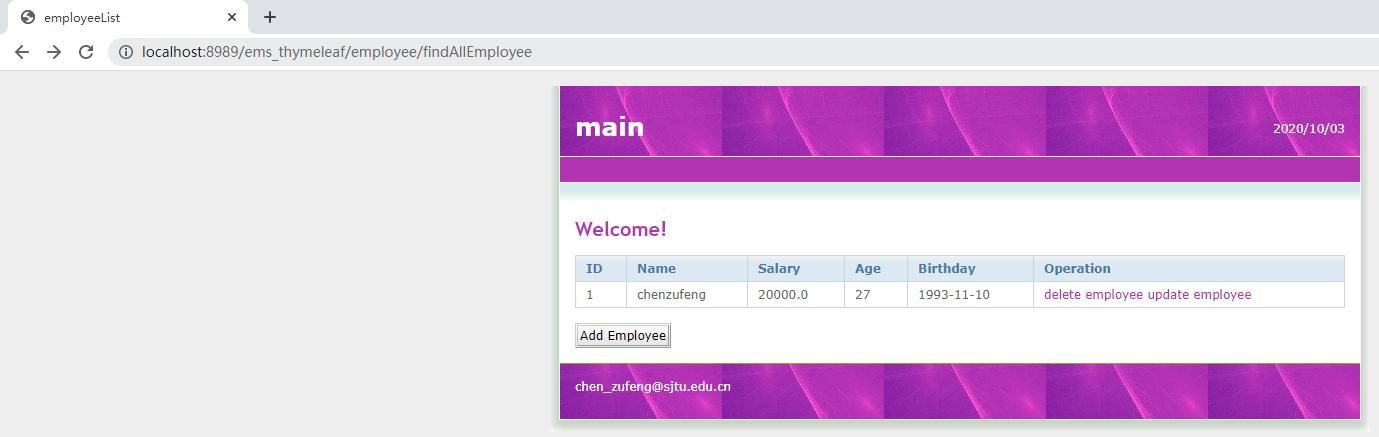 employeeList
localhost:8989/ems_thymeleaf/employee/findAllEmployee
main
2020/10/03
Welcome!
ID Name Salary Age Birthday Operation
1 chenzufeng 20000.0 27 1993-11-10 delete employee update employee
Add Employee
chen_zufeng@sjtu.edu.cn